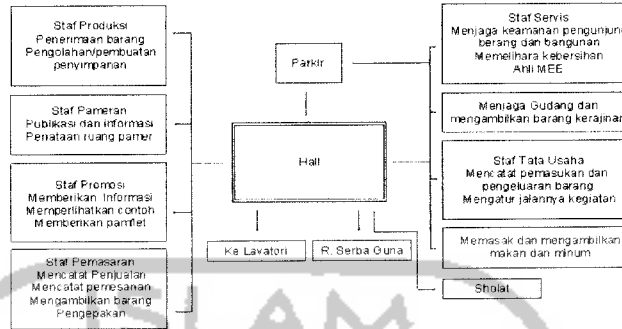 Staf Produksi
Penerimaan barang
Pengolahan/pembuatan
penyimpanan
Staf Pameran
Publikasi dan informasi
Penataan ruang pamer
Staf Promosi
Memberikan Informasi
Memperlihatkan contoh
Memberikan pamflet
Staf Pemasaran
Mencatat Penjualan
Mencatat pemesanan
Mengambilkan barang
Pengepakan
Parkir
Hall
Ke Lavatori
R. Serba Guna
Staf Servis
Menjaga keamanan pengunjung
berang dan bangunan
Memelihara kebersihan
Ahli MEE
Menjaga Gudang dan
mengambilkan barang kerajinan
Staf Tata Usaha
Mencatat pemasukan dan
pengeluaran barang
Mengatur jalannya kegiatan
Memasak dan mengambilkan
makan dan minum
Sholat
ISLAM